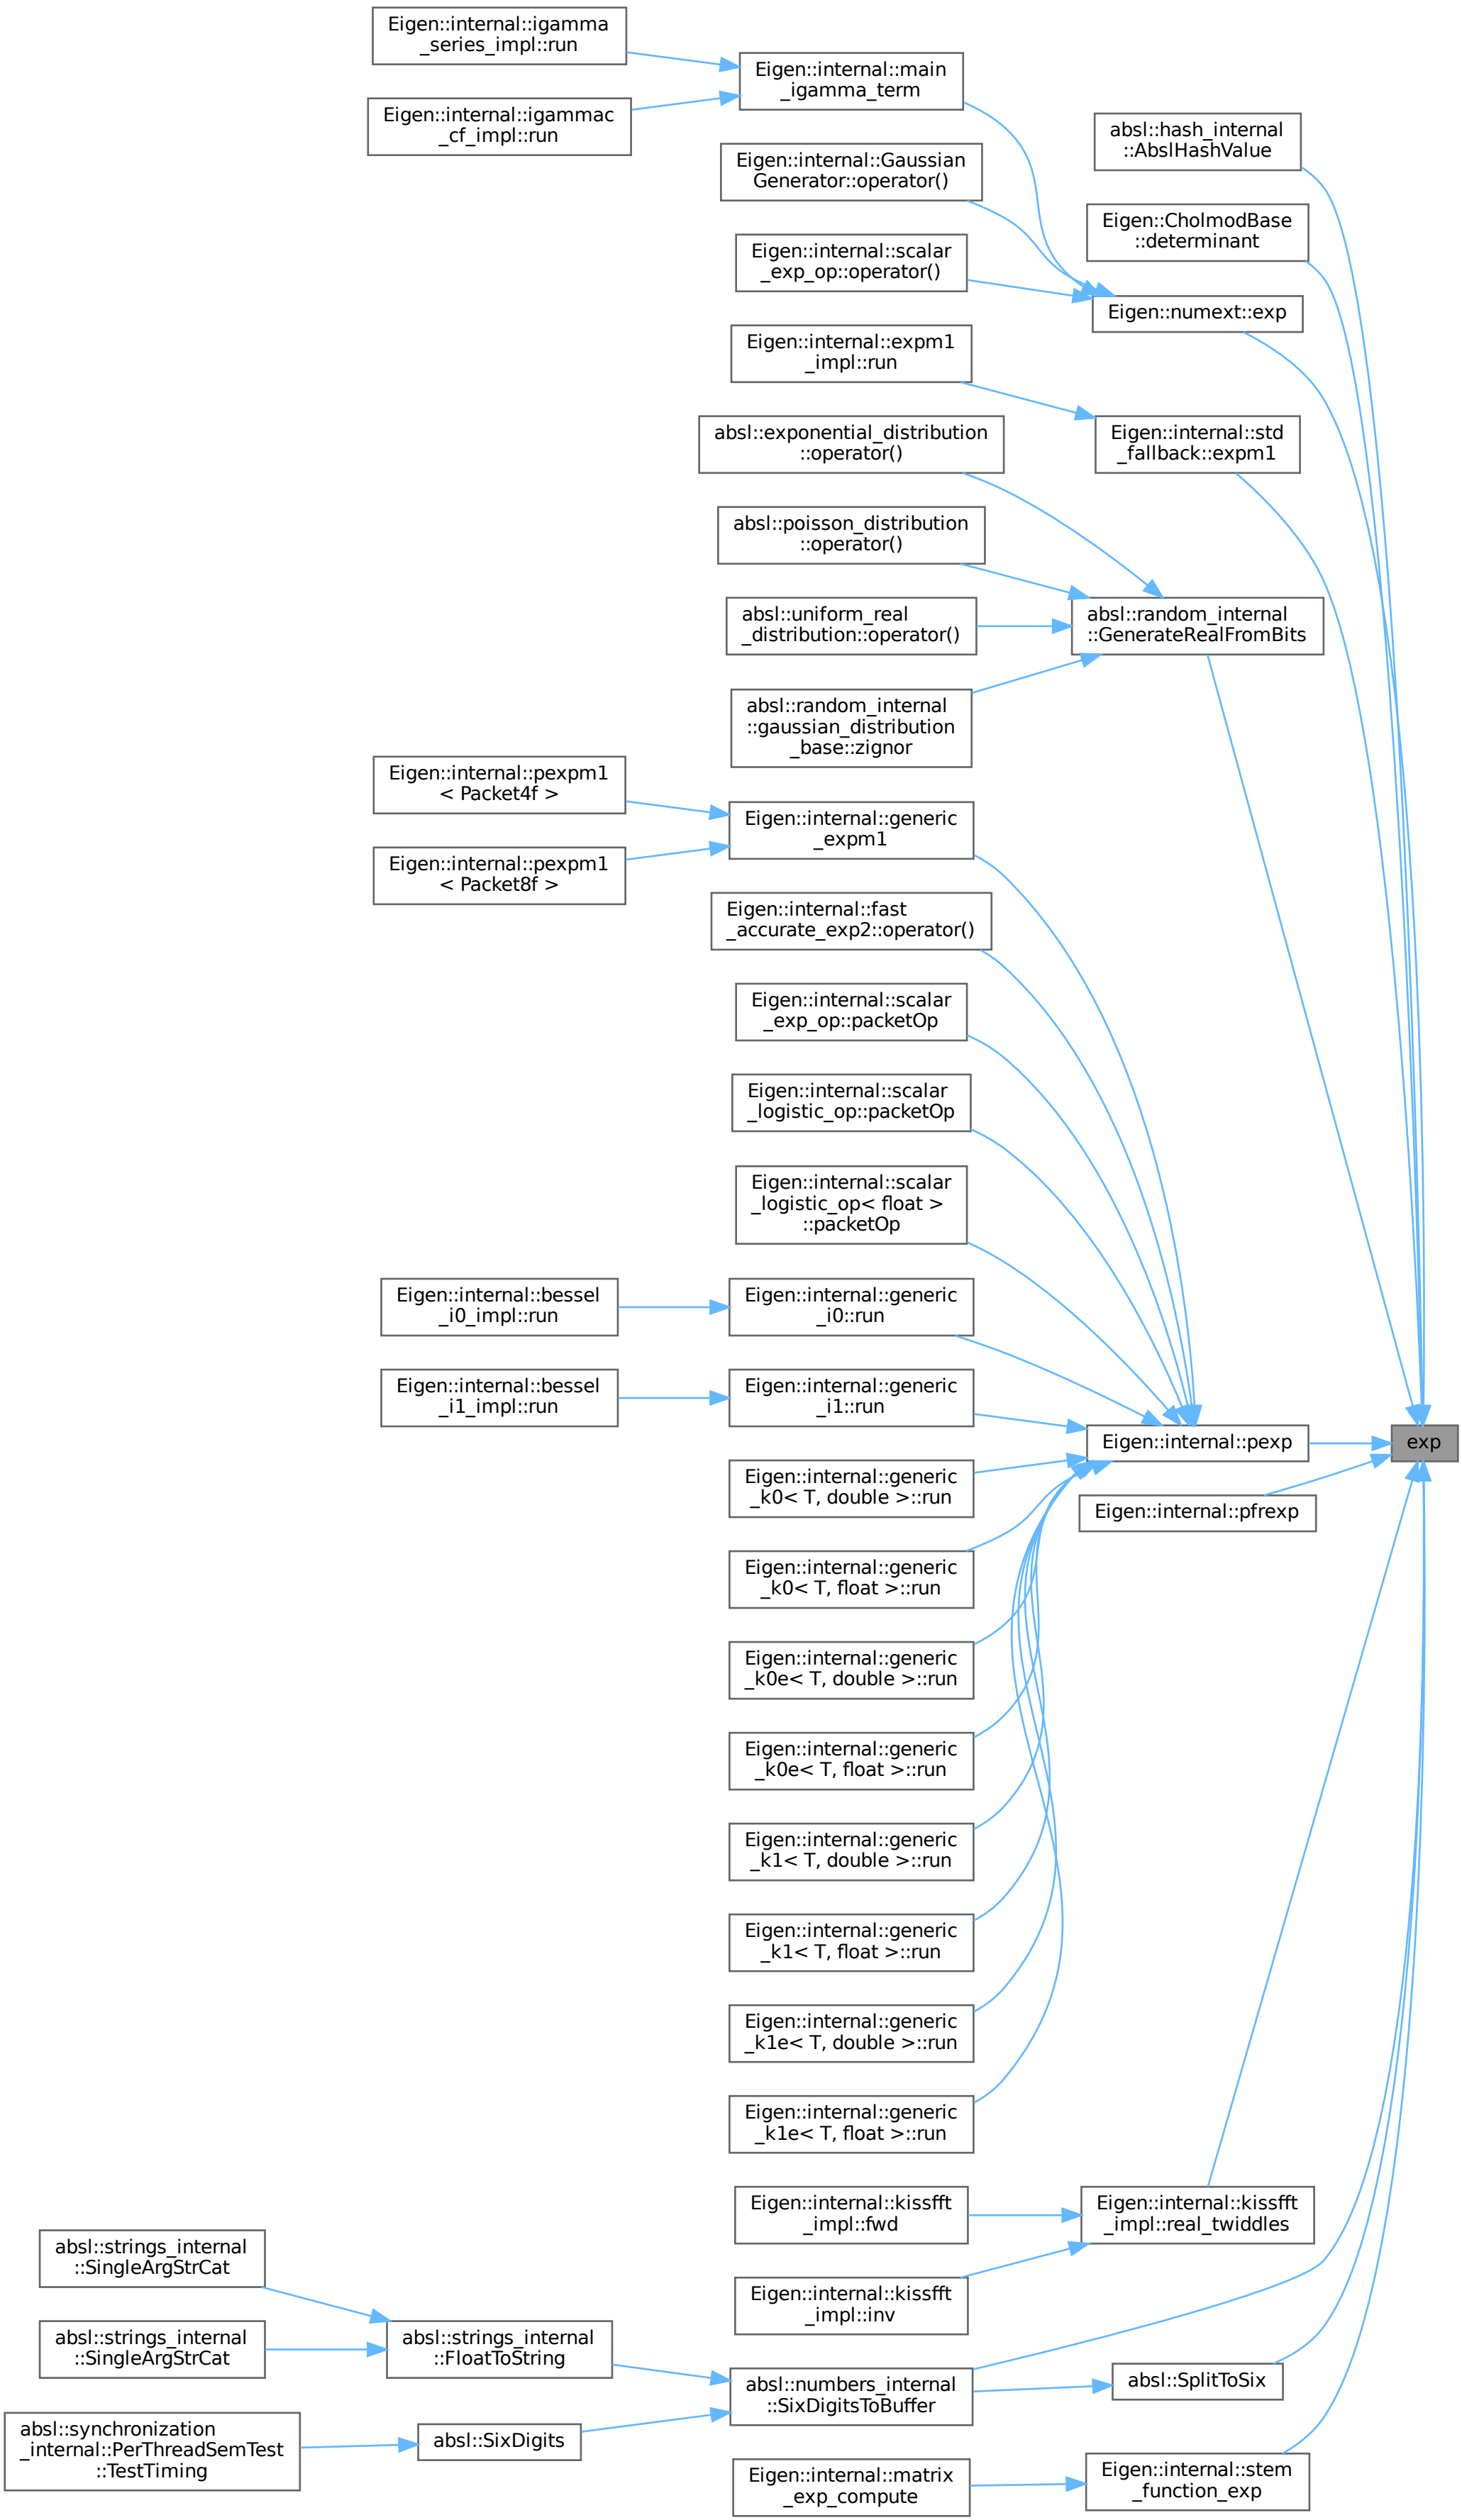 Eigen::internal::igamma
_series_impl::run
Eigen::internal::igammac
_cf_impl::run
Eigen::internal::main
_igamma_term
Eigen::internal::Gaussian
Generator::operator()
Eigen::internal::scalar
_exp_op::operator()
Eigen::internal::expm1
_impl::run
absl::exponential_distribution
::operator()
absl::poisson_distribution
::operator()
absl::uniform_real
_distribution::operator()
absl::random_internal
::gaussian_distribution
_base::zignor
absl::hash_internal
::AbslHashValue
Eigen::CholmodBase
::determinant
Eigen::numext::exp
Eigen::internal::std
_fallback::expm1
absl::random_internal
::GenerateRealFromBits
Eigen::internal::pexpm1
< Packet4f >
Eigen::internal::pexpm1
< Packet8f >
Eigen::internal::generic
_expm1
Eigen::internal::fast
_accurate_exp2::operator()
Eigen::internal::scalar
_exp_op::packetOp
Eigen::internal::scalar
_logistic_op::packetOp
Eigen::internal::scalar
_logistic_op< float >
::packetOp
Eigen::internal::bessel
_i0_impl::run
Eigen::internal::generic
_i0::run
Eigen::internal::bessel
_i1_impl::run
Eigen::internal::generic
_i1::run
Eigen::internal::pexp
exp
Eigen::internal::generic
_k0< T, double >::run
Eigen::internal::pfrexp
Eigen::internal::generic
_k0< T, float >::run
Eigen::internal::generic
_k0e< T, double >::run
Eigen::internal::generic
_k0e< T, float >::run
Eigen::internal::generic
_k1< T, double >::run
Eigen::internal::generic
_k1< T, float >::run
Eigen::internal::generic
_k1e< T, double >::run
Eigen::internal::generic
_k1e< T, float >::run
Eigen::internal::kissfft
_impl::fwd
Eigen::internal::kissfft
_impl::real_twiddles
Eigen::internal::kissfft
_impl::inv
absl::strings_internal
::SingleArgStrCat
absl::strings_internal
::SingleArgStrCat
absl::strings_internal
::FloatToString
absl::numbers_internal
::SixDigitsToBuffer
absl::SplitToSix
absl::synchronization
_internal::PerThreadSemTest
::TestTiming
absl::SixDigits
Eigen::internal::matrix
_exp_compute
Eigen::internal::stem
_function_exp